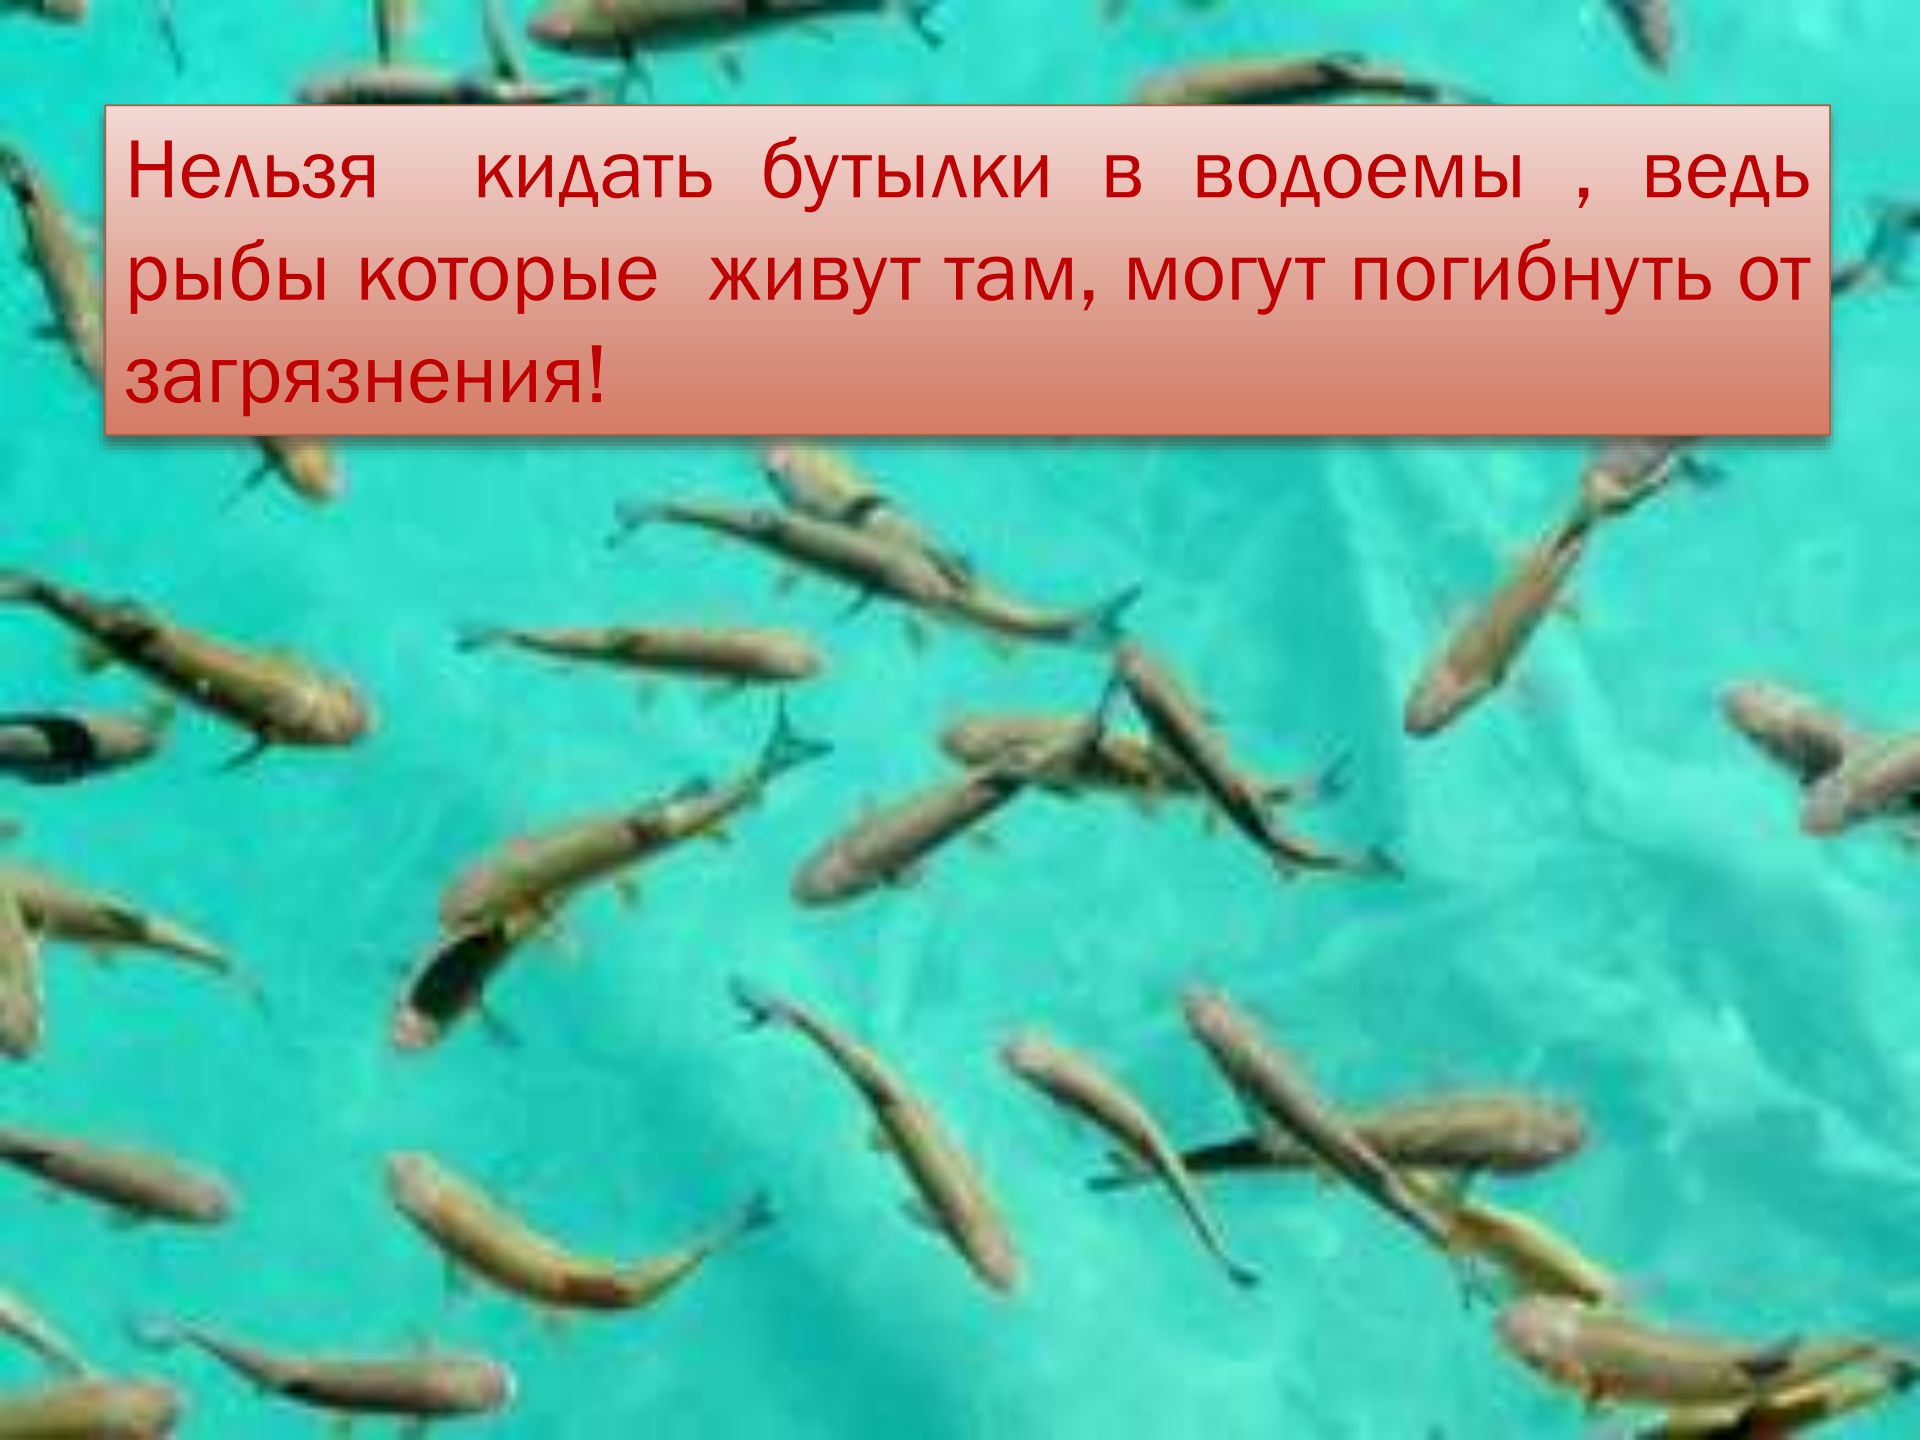 Нельзя кидать бутылки в водоемы , ведь
рыбы которые живут там, могут погибнуть от
загрязнения!